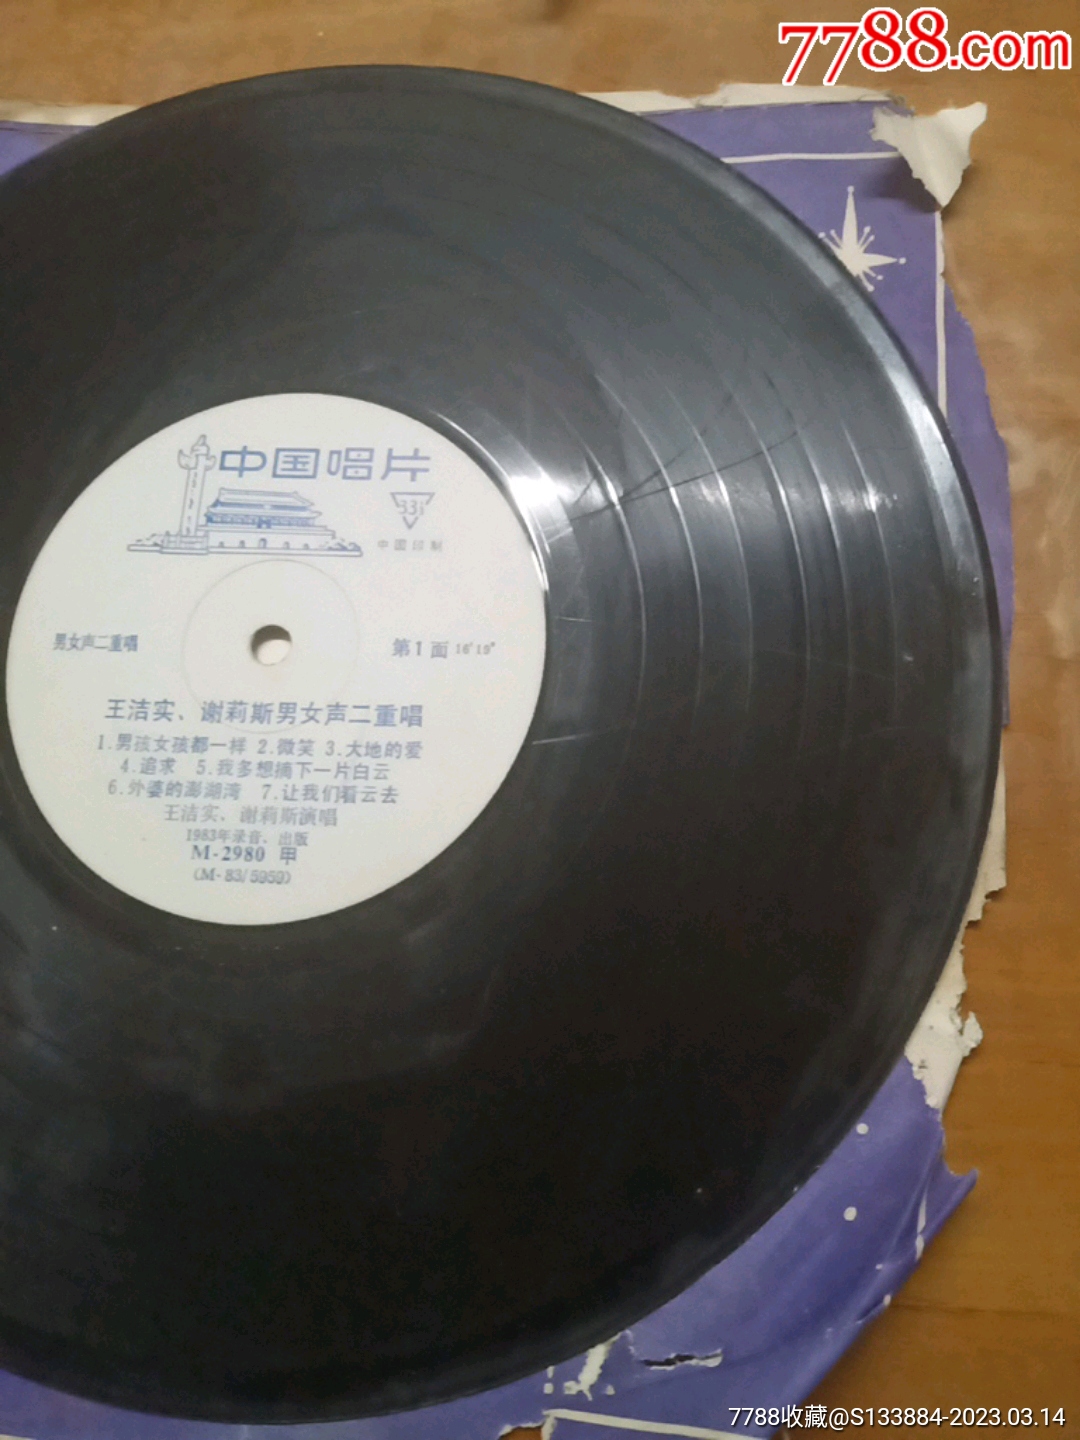 7788.com
中国唱片
33⅓
中国印制
男女声二重唱
第1面 16′19″
王洁实、谢莉斯男女声二重唱
1.男孩女孩都一样 2.微笑 3.大地的爱
4.追求 5.我多想摘下一片白云
6.外婆的澎湖湾 7.让我们看云去
王洁实、谢莉斯演唱
1983年录音、出版
M-2980 甲
(M-83/5959)
7788收藏@S133884-2023.03.14